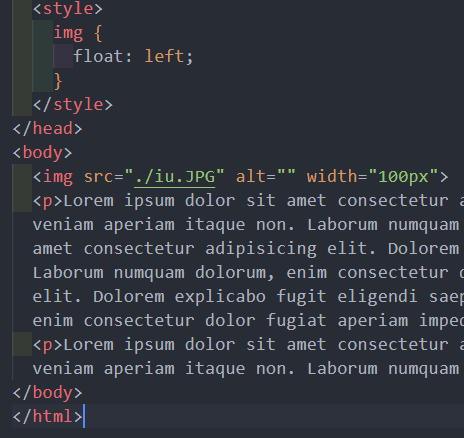 <style>
img {
float: left;
}
</style>
</head>
<body>
<img src="./iu.JPG" alt="" width="100px">
<p>Lorem ipsum dolor sit amet consectetur
veniam aperiam itaque non. Laborum numquam
amet consectetur adipisicing elit. Dolorem
Laborum numquam dolorum, enim consectetur
elit. Dolorem explicabo fugit eligendi
enim consectetur dolor fugiat aperiam
<p>Lorem ipsum dolor sit amet consectetur
veniam aperiam itaque non. Laborum numquam
</body>
</html>